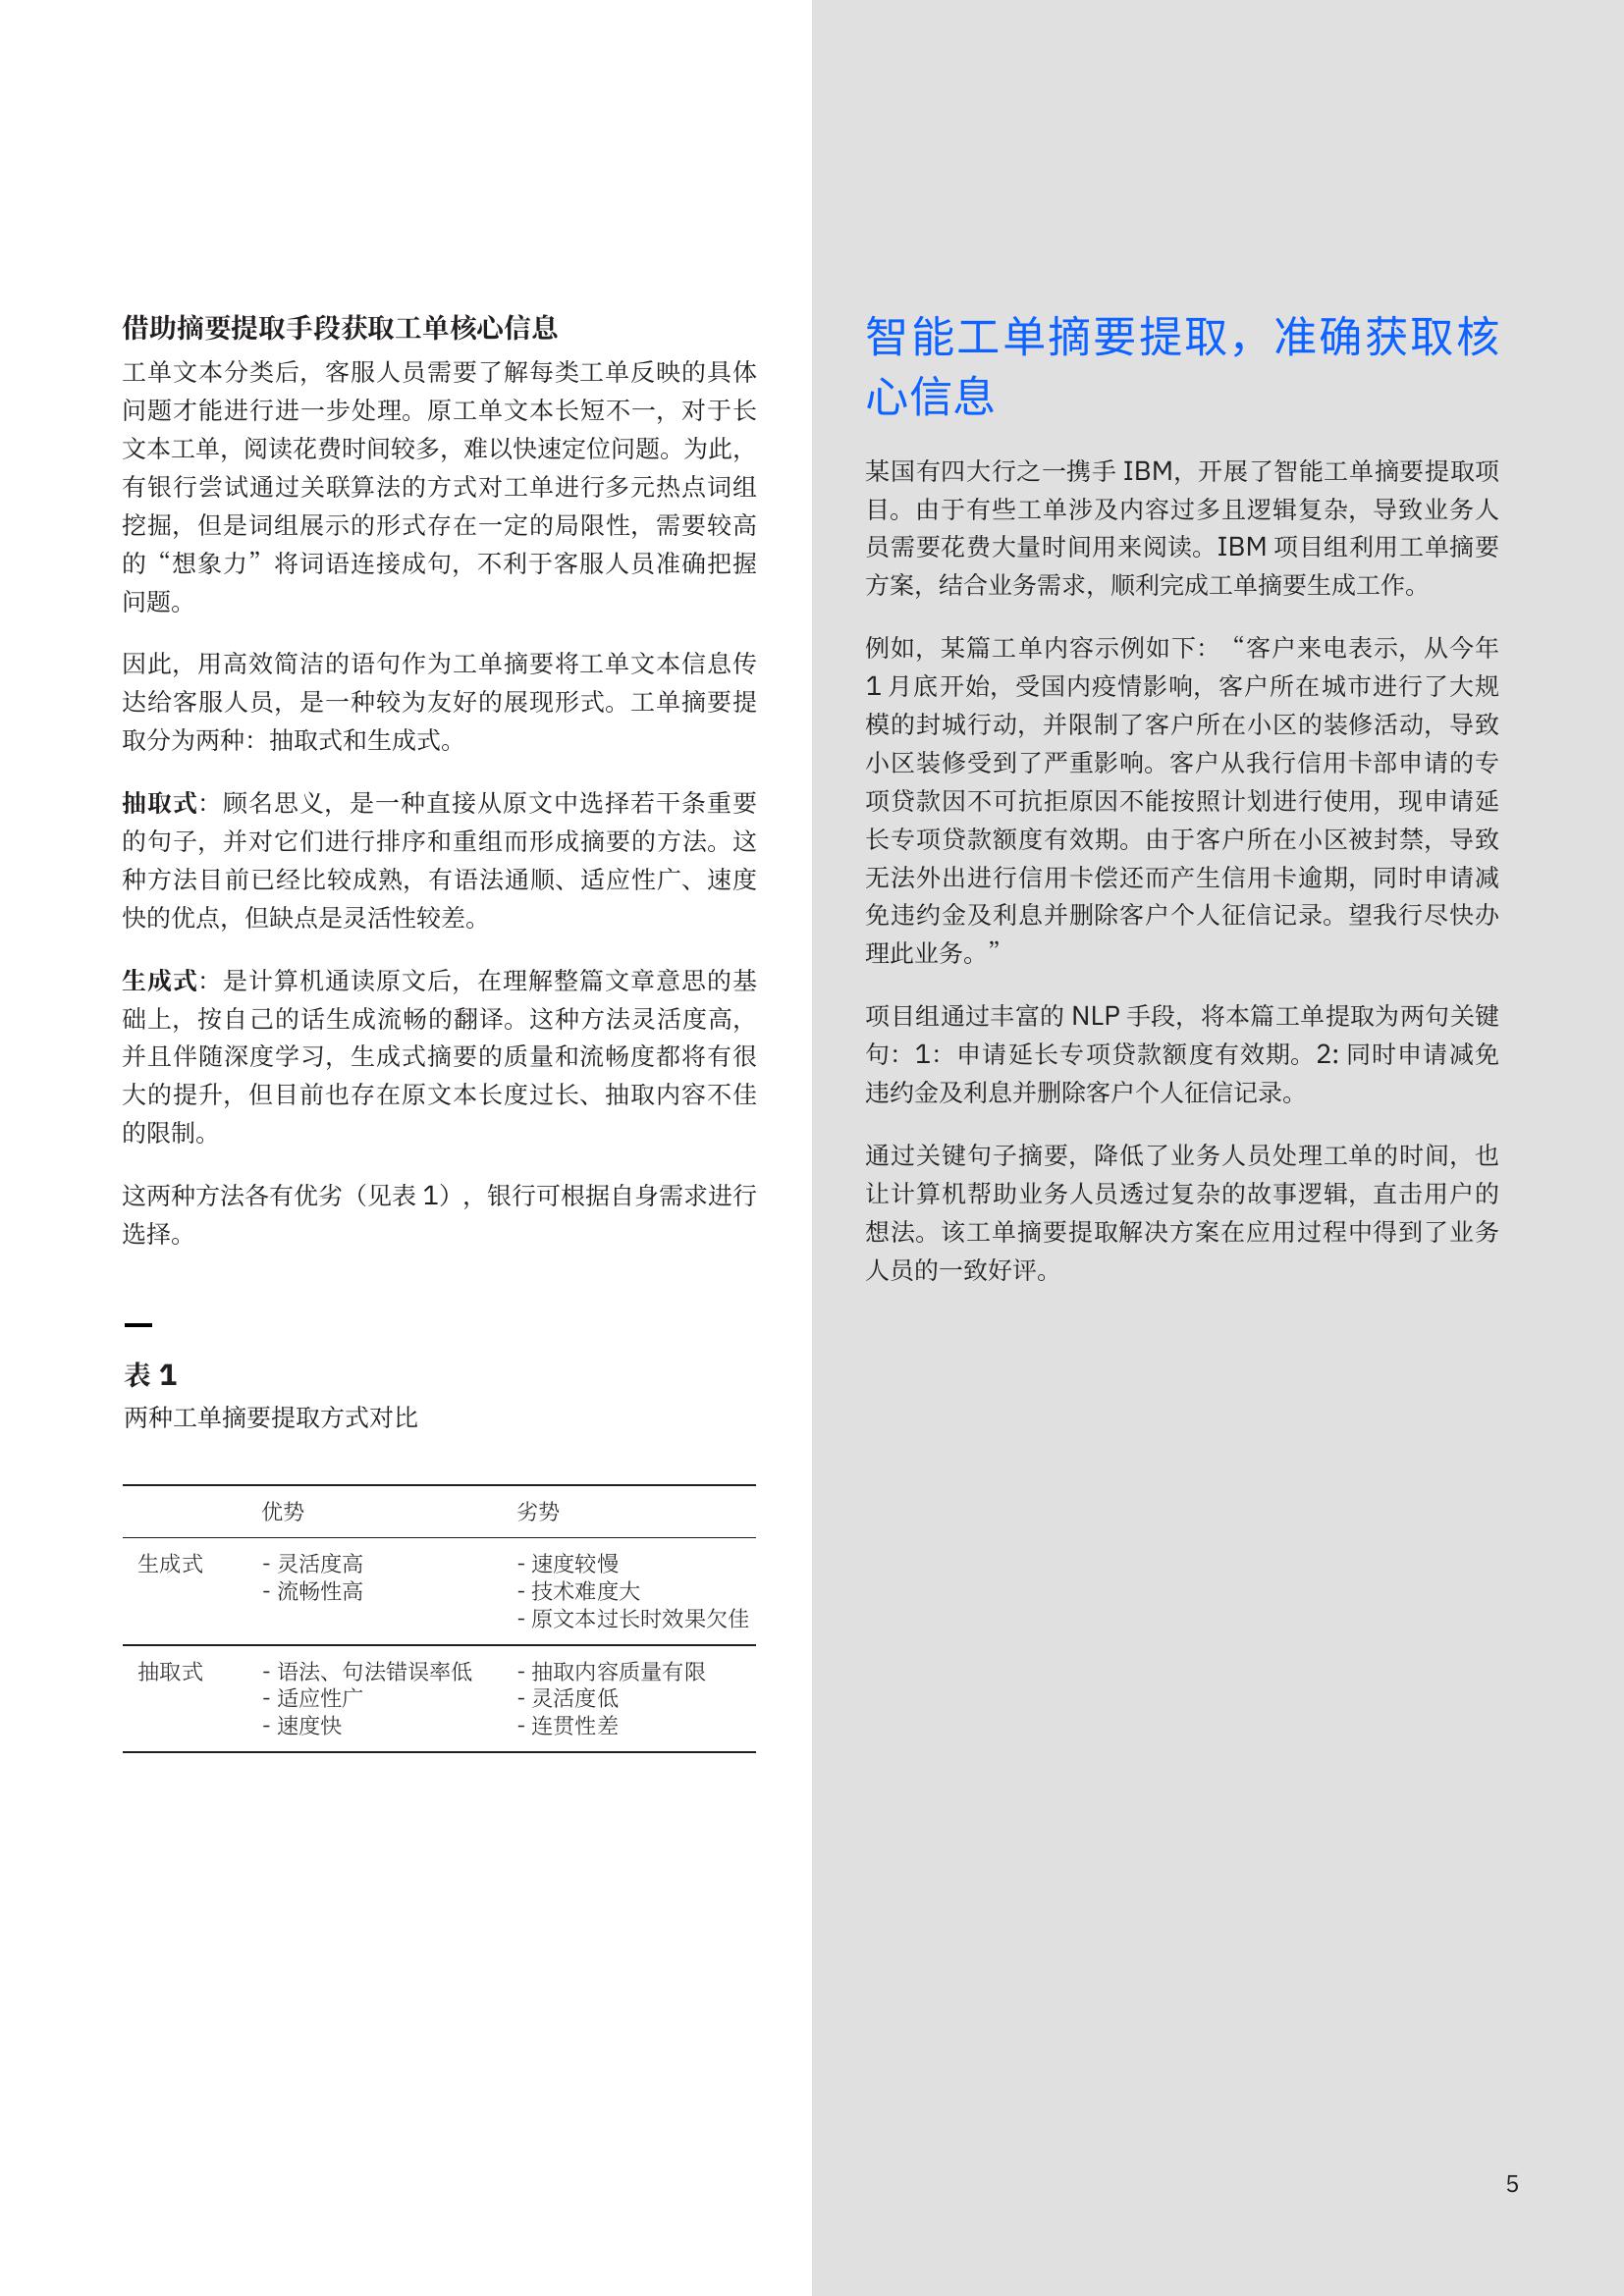 借助摘要提取手段获取工单核心信息
工单文本分类后，客服人员需要了解每类工单反映的具体
问题才能进行进一步处理。原工单文本长短不一，对于长
文本工单，阅读花费时间较多，难以快速定位问题。为此，
有银行尝试通过关联算法的方式对工单进行多元热点词组
挖掘，但是词组展示的形式存在一定的局限性，需要较高
的“想象力”将词语连接成句，不利于客服人员准确把握
问题。
因此，用高效简洁的语句作为工单摘要将工单文本信息传
达给客服人员，是一种较为友好的展现形式。工单摘要提
取分为两种：抽取式和生成式。
抽取式：顾名思义，是一种直接从原文中选择若干条重要
的句子，并对它们进行排序和重组而形成摘要的方法。这
种方法目前已经比较成熟，有语法通顺、适应性广、速度
快的优点，但缺点是灵活性较差。
生成式：是计算机通读原文后，在理解整篇文章意思的基
础上，按自己的话生成流畅的翻译。这种方法灵活度高，
并且伴随深度学习，生成式摘要的质量和流畅度都将有很
大的提升，但目前也存在原文本长度过长、抽取内容不佳
的限制。
这两种方法各有优劣（见表 1），银行可根据自身需求进行
选择。
表 1
两种工单摘要提取方式对比
优势 劣势
生成式 - 灵活度高 - 速度较慢
- 流畅性高 - 技术难度大
- 原文本过长时效果欠佳
抽取式 - 语法、句法错误率低 - 抽取内容质量有限
- 适应性广 - 灵活度低
- 速度快 - 连贯性差
智能工单摘要提取，准确获取核
心信息
某国有四大行之一携手 IBM，开展了智能工单摘要提取项
目。由于有些工单涉及内容过多且逻辑复杂，导致业务人
员需要花费大量时间用来阅读。IBM 项目组利用工单摘要
方案，结合业务需求，顺利完成工单摘要生成工作。
例如，某篇工单内容示例如下：“客户来电表示，从今年
1 月底开始，受国内疫情影响，客户所在城市进行了大规
模的封城行动，并限制了客户所在小区的装修活动，导致
小区装修受到了严重影响。客户从我行信用卡部申请的专
项贷款因不可抗拒原因不能按照计划进行使用，现申请延
长专项贷款额度有效期。由于客户所在小区被封禁，导致
无法外出进行信用卡偿还而产生信用卡逾期，同时申请减
免违约金及利息并删除客户个人征信记录。望我行尽快办
理此业务。”
项目组通过丰富的 NLP 手段，将本篇工单提取为两句关键
句：1：申请延长专项贷款额度有效期。2: 同时申请减免
违约金及利息并删除客户个人征信记录。
通过关键句子摘要，降低了业务人员处理工单的时间，也
让计算机帮助业务人员透过复杂的故事逻辑，直击用户的
想法。该工单摘要提取解决方案在应用过程中得到了业务
人员的一致好评。
5